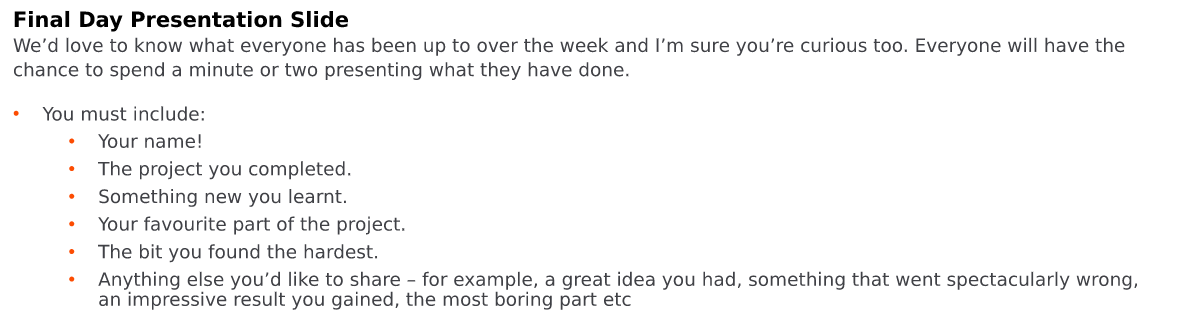 Final Day Presentation Slide
We’d love to know what everyone has been up to over the week and I’m sure you’re curious too. Everyone will have the
chance to spend a minute or two presenting what they have done.
• You must include:
• Your name!
• The project you completed.
• Something new you learnt.
• Your favourite part of the project.
• The bit you found the hardest.
• Anything else you’d like to share – for example, a great idea you had, something that went spectacularly wrong,
an impressive result you gained, the most boring part etc